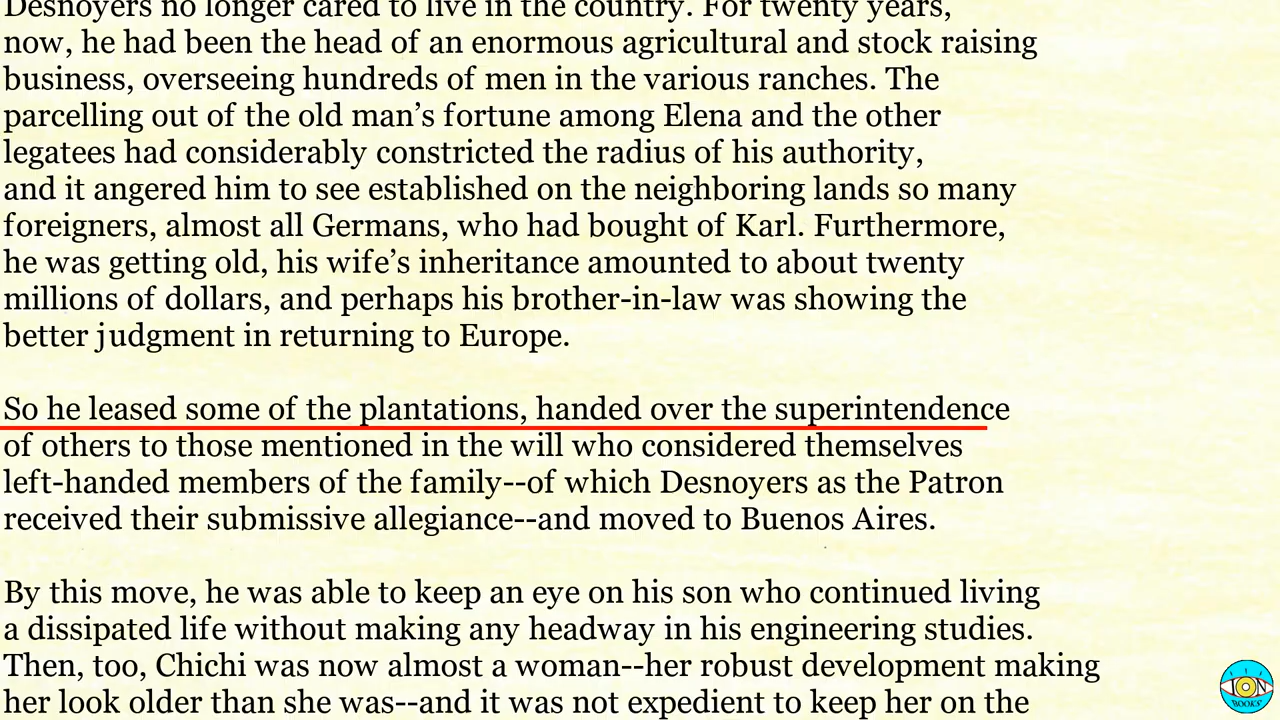 Desnoyers no longer cared to live in the country. For twenty years,
now, he had been the head of an enormous agricultural and stock raising
business, overseeing hundreds of men in the various ranches. The
parcelling out of the old man’s fortune among Elena and the other
legatees had considerably constricted the radius of his authority,
and it angered him to see established on the neighboring lands so many
foreigners, almost all Germans, who had bought of Karl. Furthermore,
he was getting old, his wife’s inheritance amounted to about twenty
millions of dollars, and perhaps his brother-in-law was showing the
better judgment in returning to Europe.
So he leased some of the plantations, handed over the superintendence
of others to those mentioned in the will who considered themselves
left-handed members of the family--of which Desnoyers as the Patron
received their submissive allegiance--and moved to Buenos Aires.
By this move, he was able to keep an eye on his son who continued living
a dissipated life without making any headway in his engineering studies.
Then, too, Chichi was now almost a woman--her robust development making
her look older than she was--and it was not expedient to keep her on the
ION
BOOKS